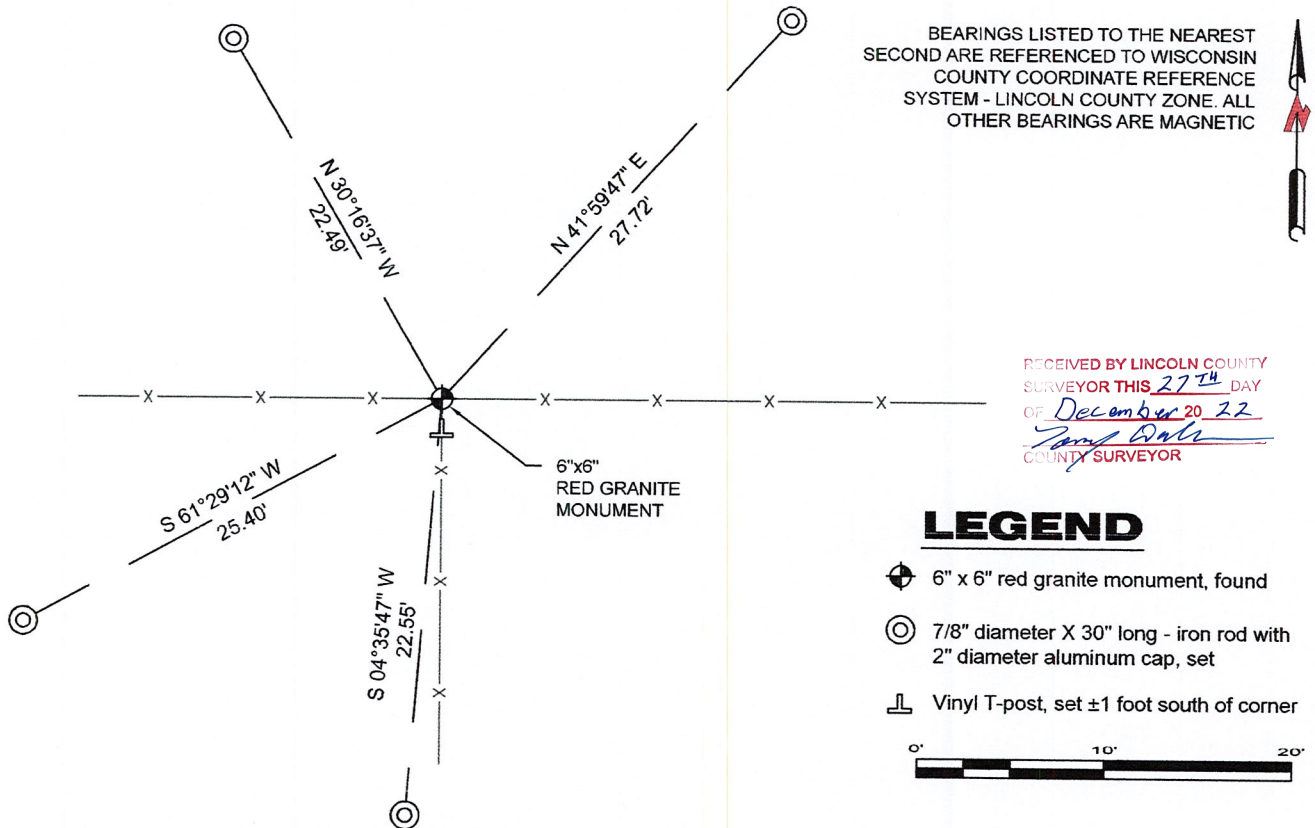 BEARINGS LISTED TO THE NEAREST
SECOND ARE REFERENCED TO WISCONSIN
COUNTY COORDINATE REFERENCE
SYSTEM - LINCOLN COUNTY ZONE. ALL
OTHER BEARINGS ARE MAGNETIC
N
N 30°16'37" W
22.49'
N 41°59'47" E
27.72'
X X X X X X X
S 61°29'12" W
25.40'
6"x6"
RED GRANITE
MONUMENT
X
X
X
S 04°35'47" W
22.55'
RECEIVED BY LINCOLN COUNTY
SURVEYOR THIS 27TH DAY
OF December 20 22
COUNTY SURVEYOR
LEGEND
6" x 6" red granite monument, found
7/8" diameter X 30" long - iron rod with
2" diameter aluminum cap, set
Vinyl T-post, set ±1 foot south of corner
0' 10' 20'